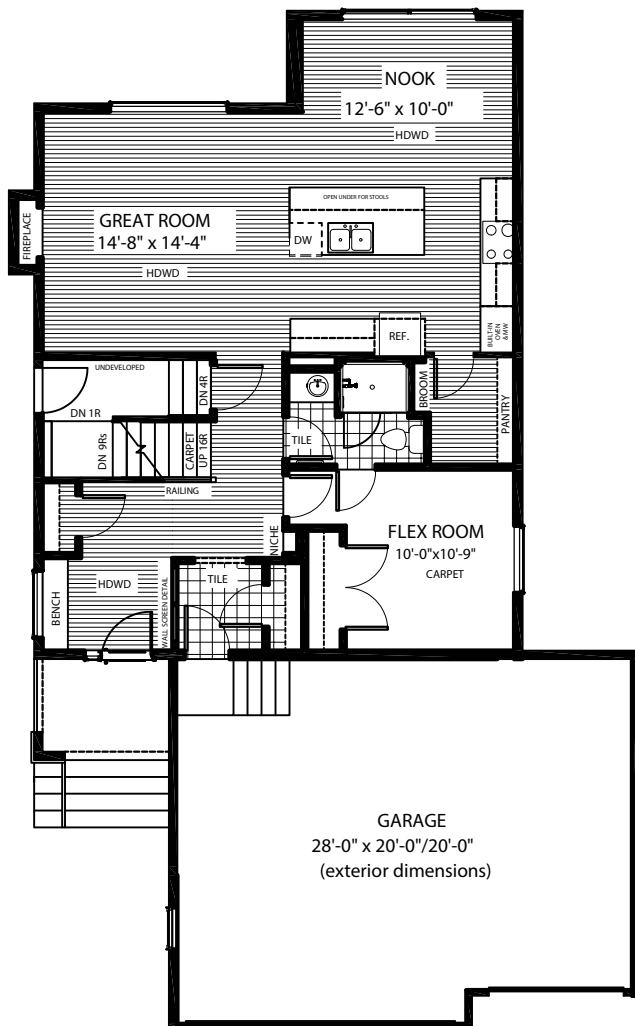 NOOK
12'-6" x 10'-0"
HDWD
OPEN UNDER FOR STOOLS
FIREPLACE
GREAT ROOM
14'-8" x 14'-4"
HDWD
DW
REF.
BUILT-IN
OVEN
& MW
UNDEVELOPED
DN 1R
DN 4R
BROOM
PANTRY
DN 9Rs
CARPET
UP 16R
TILE
RAILING
NICHE
FLEX ROOM
10'-0"x10'-9"
CARPET
BENCH
HDWD
WALL SCREEN DETAIL
TILE
GARAGE
28'-0" x 20'-0"/20'-0"
(exterior dimensions)